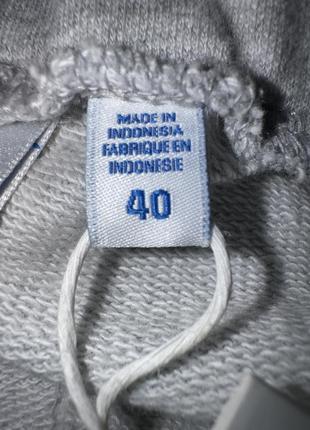 MADE IN
INDONESIA
FABRIQUE EN
INDONESIE
40